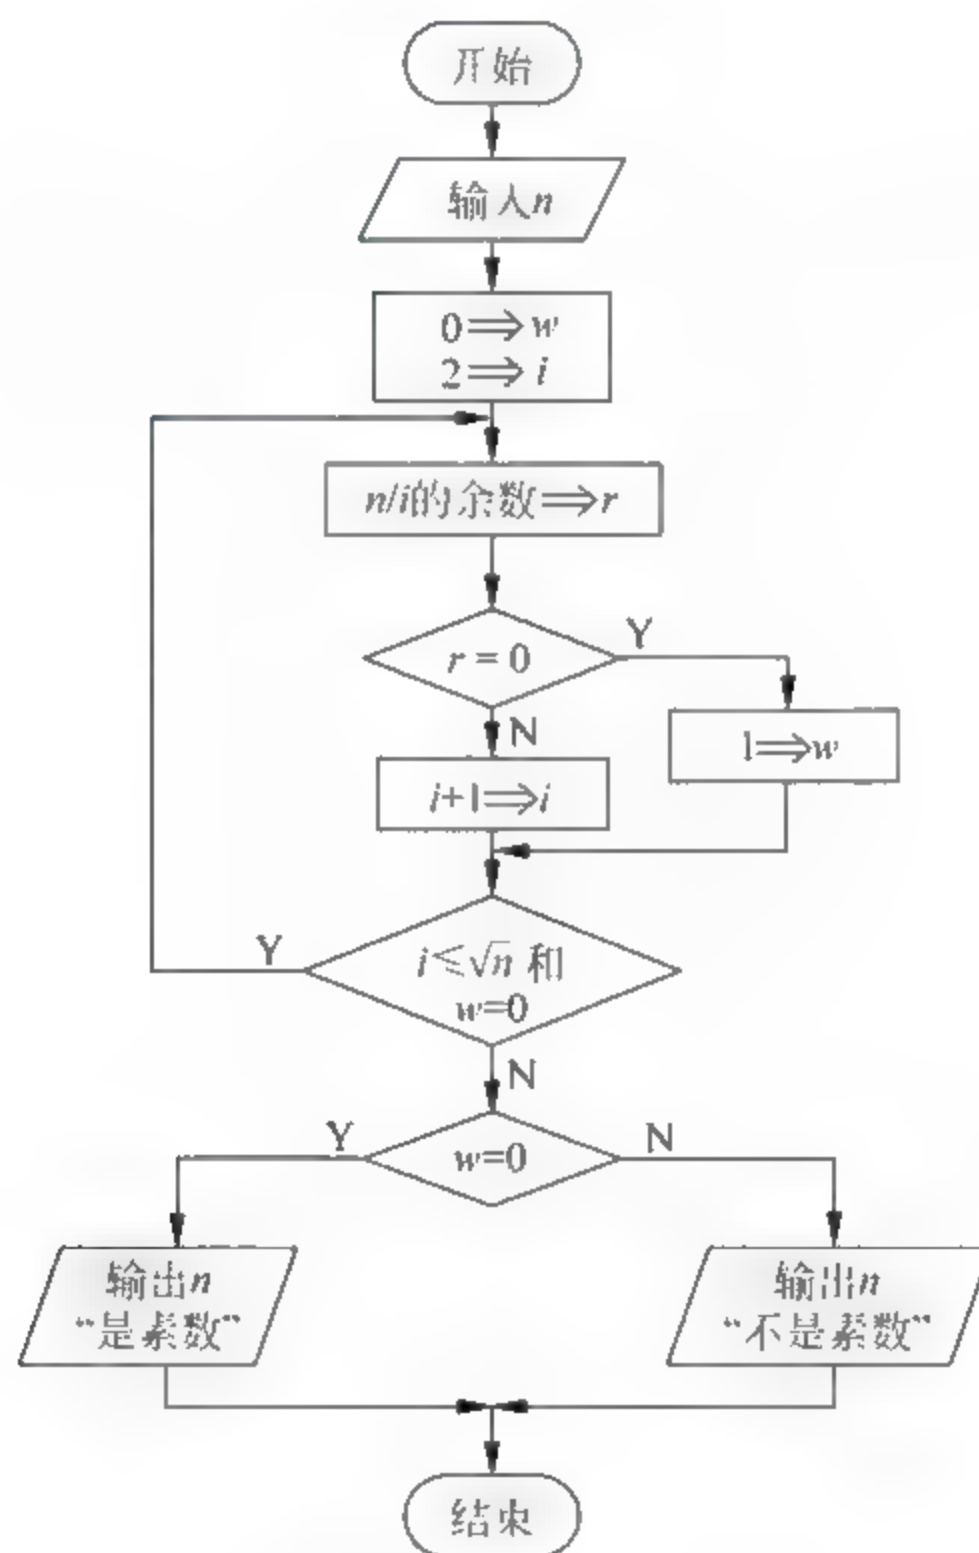 开始
输入n
0⇒w
2⇒i
n/i的余数⇒r
r = 0
Y
N
1⇒w
i+1⇒i
i≤√n 和
w=0
Y
N
w=0
Y
N
输出n
“是素数”
输出n
“不是素数”
结束